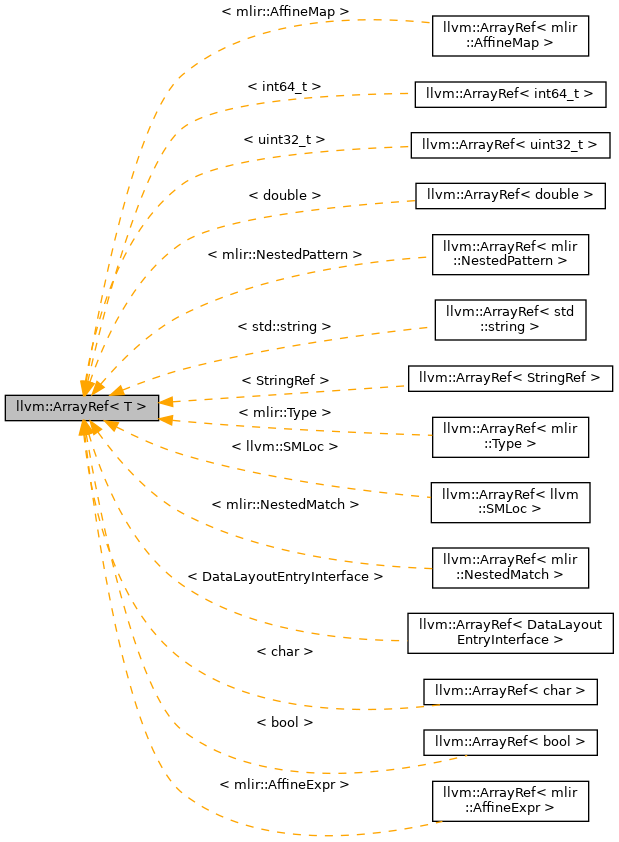 < mlir::AffineMap >
llvm::ArrayRef< mlir
::AffineMap >
< int64_t >
llvm::ArrayRef< int64_t >
< uint32_t >
llvm::ArrayRef< uint32_t >
< double >
llvm::ArrayRef< double >
< mlir::NestedPattern >
llvm::ArrayRef< mlir
::NestedPattern >
< std::string >
llvm::ArrayRef< std
::string >
< StringRef >
llvm::ArrayRef< StringRef >
llvm::ArrayRef< T >
< mlir::Type >
llvm::ArrayRef< mlir
::Type >
< llvm::SMLoc >
llvm::ArrayRef< llvm
::SMLoc >
< mlir::NestedMatch >
llvm::ArrayRef< mlir
::NestedMatch >
< DataLayoutEntryInterface >
llvm::ArrayRef< DataLayout
EntryInterface >
< char >
llvm::ArrayRef< char >
< bool >
llvm::ArrayRef< bool >
< mlir::AffineExpr >
llvm::ArrayRef< mlir
::AffineExpr >